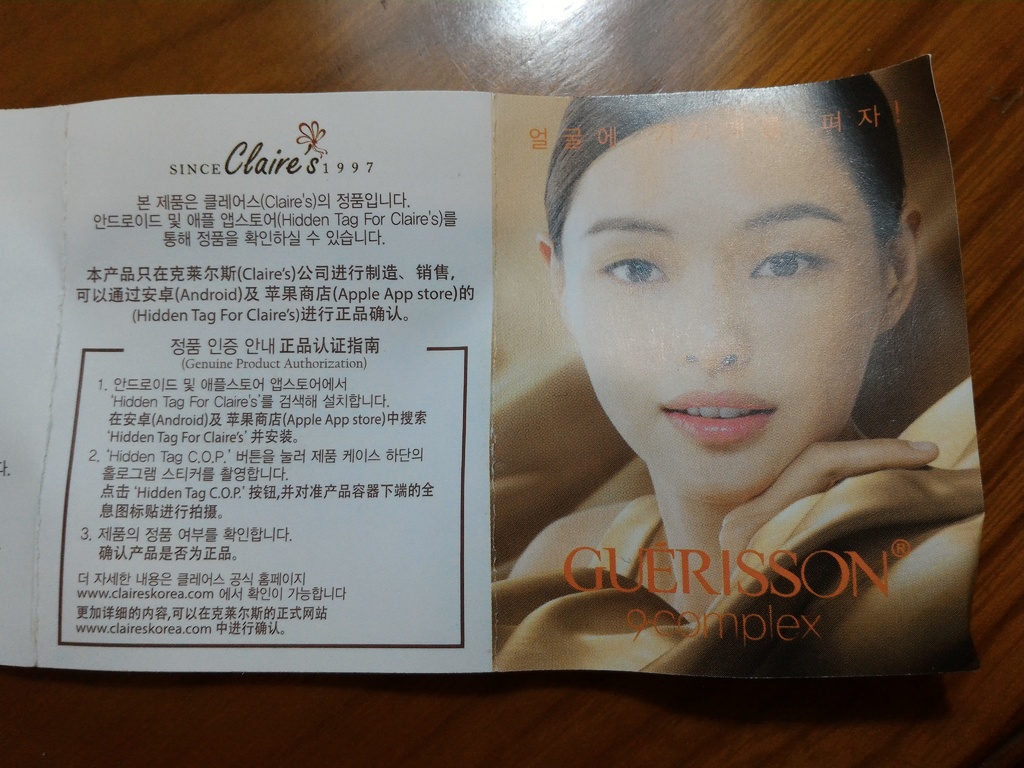 SINCE Claire's 1997
본 제품은 클레어스(Claire's)의 정품입니다.
안드로이드 및 애플 앱스토어(Hidden Tag For Claire's)를
통해 정품을 확인하실 수 있습니다.
本产品只在克莱尔斯(Claire's)公司进行制造、销售,
可以通过安卓(Android)及 苹果商店(Apple App store)的
(Hidden Tag For Claire's)进行正品确认。
정품 인증 안내 正品认证指南
(Genuine Product Authorization)
1. 안드로이드 및 애플스토어 앱스토어에서
'Hidden Tag For Claire's'를 검색해 설치합니다.
在安卓(Android)及 苹果商店(Apple App store)中搜索
'Hidden Tag For Claire's' 并安装。
2. 'Hidden Tag C.O.P.' 버튼을 눌러 제품 케이스 하단의
홀로그램 스티커를 촬영합니다.
点击 'Hidden Tag C.O.P.' 按钮,并对准产品容器下端的全
息图标贴进行拍摄。
3. 제품의 정품 여부를 확인합니다.
确认产品是否为正品。
더 자세한 내용은 클레어스 공식 홈페이지
www.claireskorea.com 에서 확인이 가능합니다
更加详细的内容,可以在克莱尔斯的正式网站
www.claireskorea.com 中进行确认。
다.
얼굴에 펴자!
GUÉRISSON®
9complex